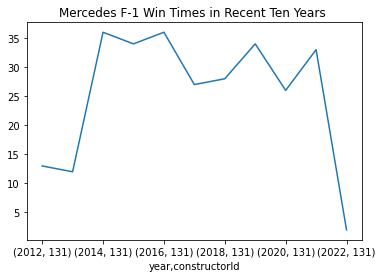 Mercedes F-1 Win Times in Recent Ten Years
35
30
25
20
15
10
5
(2012, 131) (2014, 131) (2016, 131) (2018, 131) (2020, 131) (2022, 131)
year,constructorId